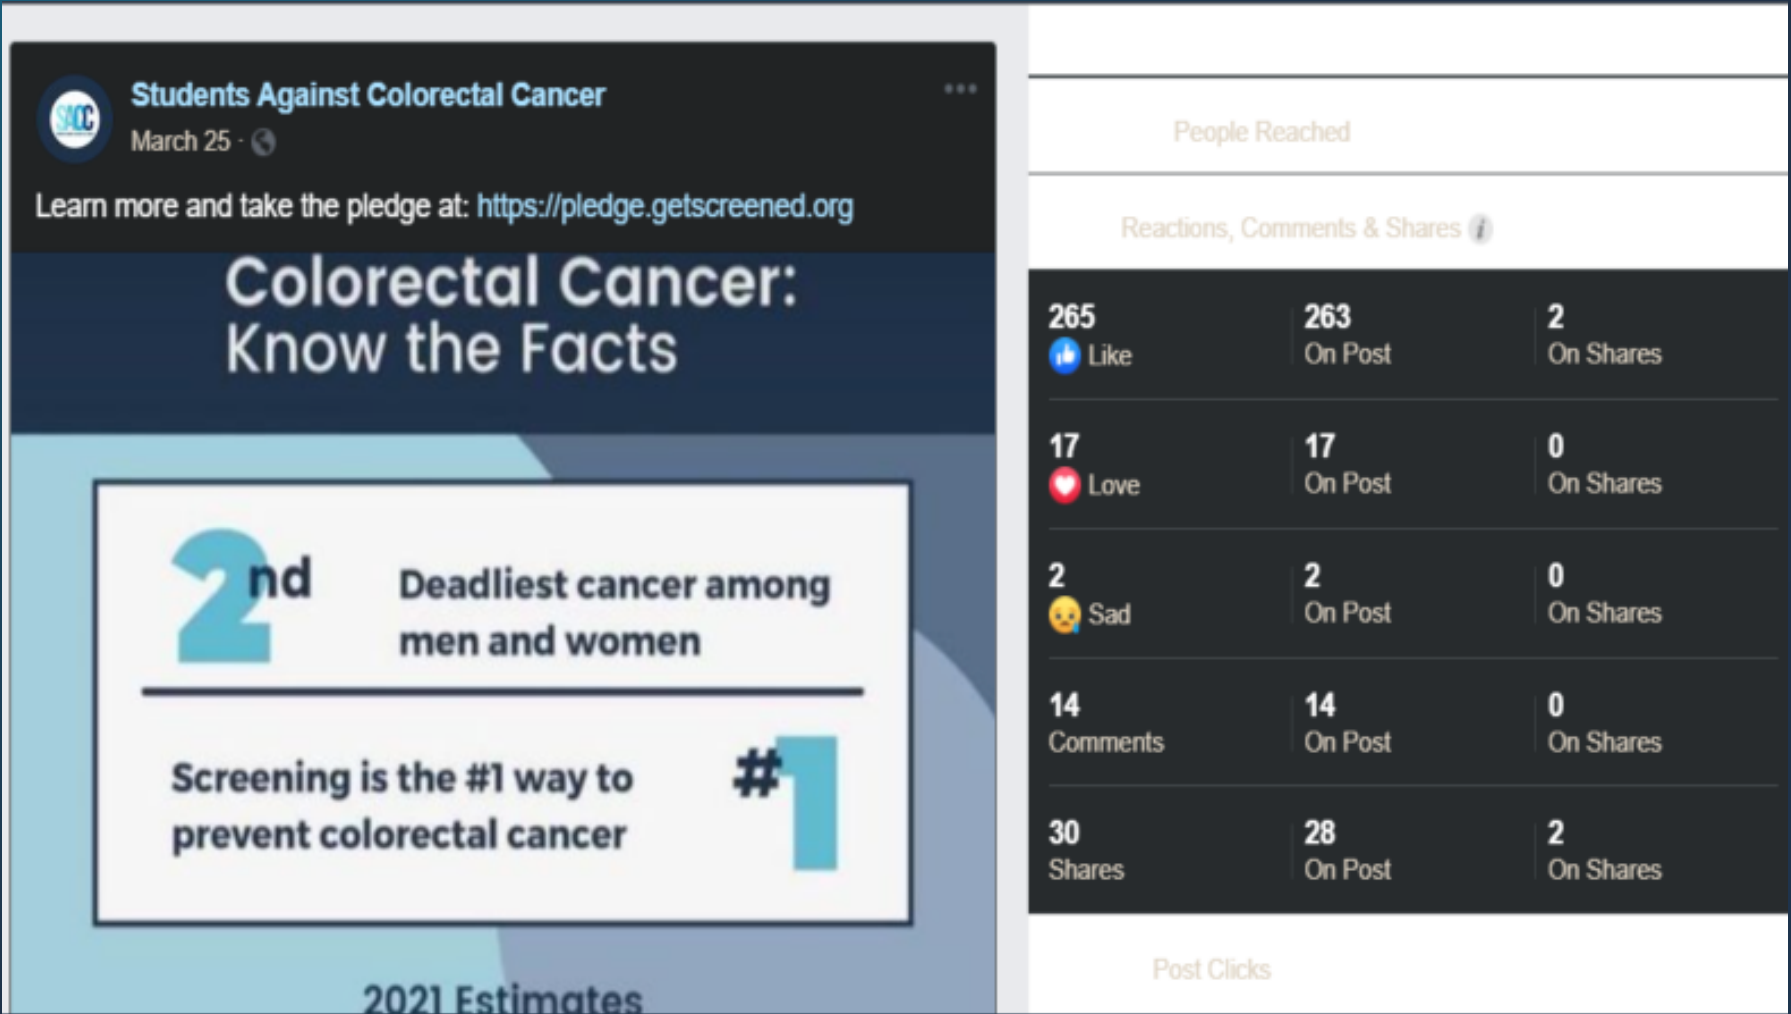 SACC
Students Against Colorectal Cancer
March 25 ·
Learn more and take the pledge at: https://pledge.getscreened.org
Colorectal Cancer:
Know the Facts
2nd
Deadliest cancer among
men and women
Screening is the #1 way to
prevent colorectal cancer
#1
2021 Estimates
People Reached
Reactions, Comments & Shares i
265 263 2
Like On Post On Shares
17 17 0
Love On Post On Shares
2 2 0
Sad On Post On Shares
14 14 0
Comments On Post On Shares
30 28 2
Shares On Post On Shares
Post Clicks